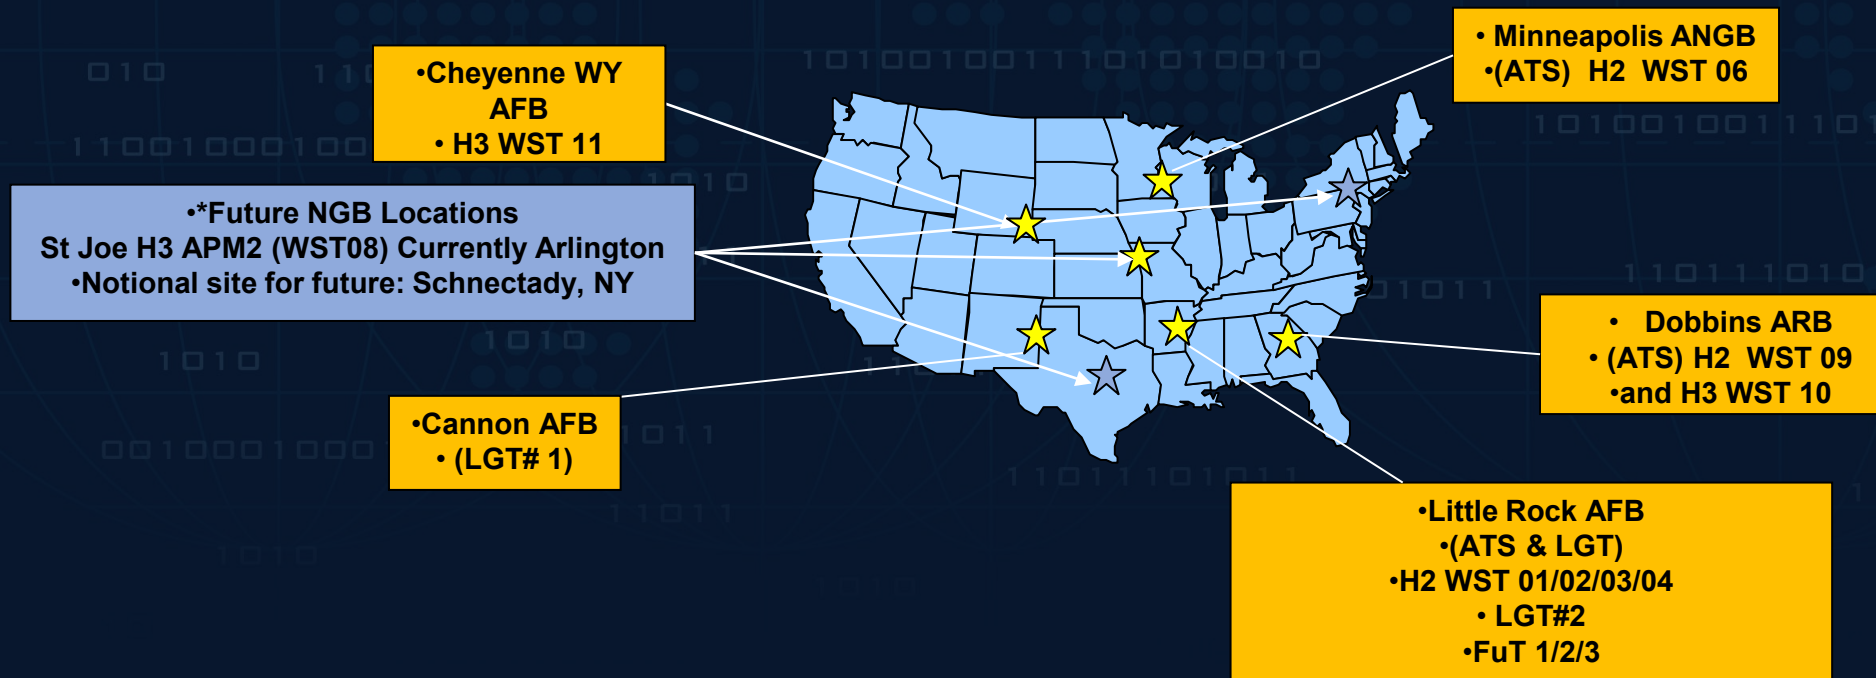 •Cheyenne WY
AFB
• H3 WST 11
• Minneapolis ANGB
•(ATS)  H2  WST 06
•*Future NGB Locations
St Joe H3 APM2 (WST08) Currently Arlington
•Notional site for future: Schnectady, NY
•   Dobbins ARB
• (ATS) H2  WST 09
•and H3 WST 10
•Cannon AFB
• (LGT# 1)
•Little Rock AFB
•(ATS & LGT)
•H2 WST 01/02/03/04
• LGT#2
•FuT 1/2/3